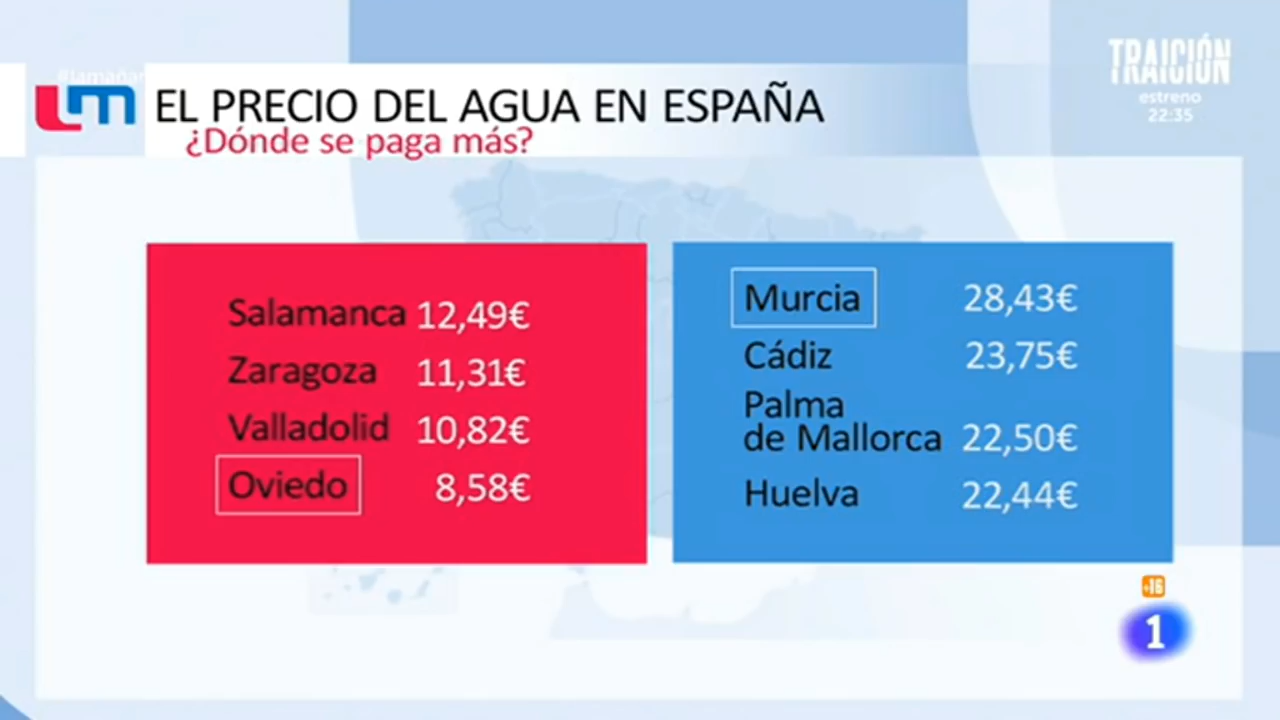 TRAICIÓN
estreno
22:35
#lamañan
LM EL PRECIO DEL AGUA EN ESPAÑA
¿Dónde se paga más?
Salamanca 12,49€
Zaragoza 11,31€
Valladolid 10,82€
Oviedo 8,58€
Murcia 28,43€
Cádiz 23,75€
Palma
de Mallorca 22,50€
Huelva 22,44€
+16
1